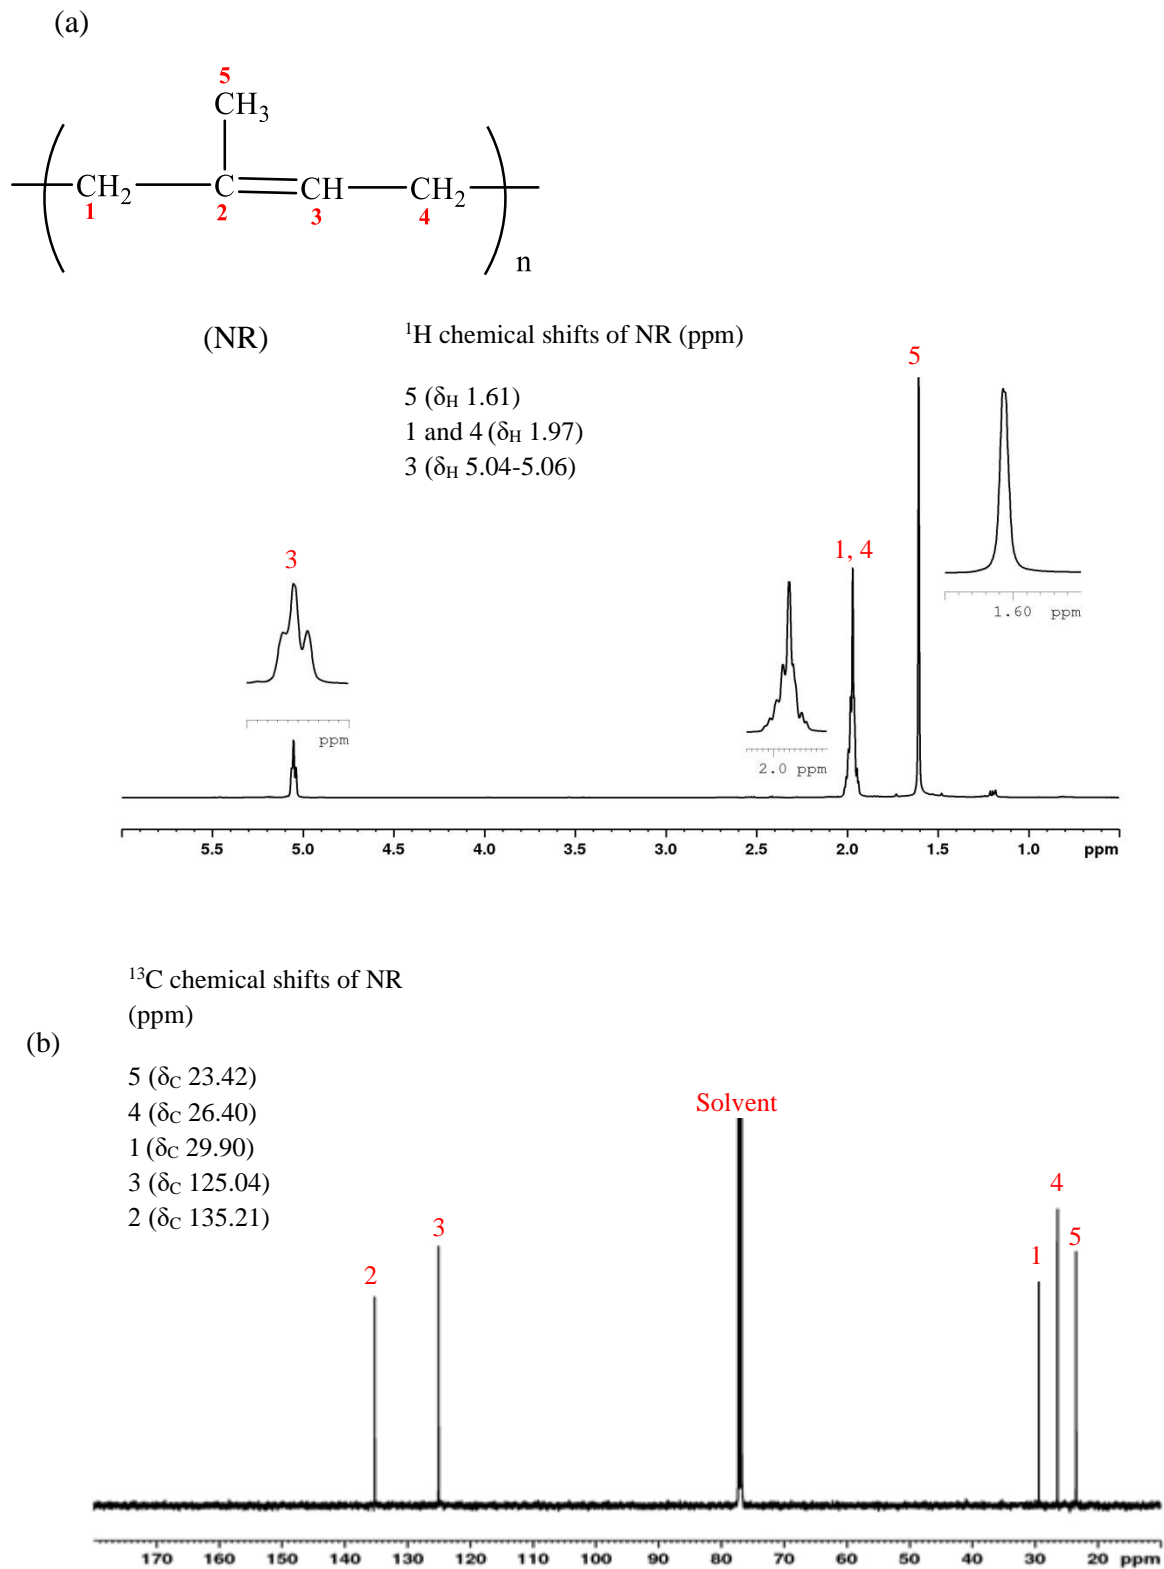 (a)
5
CH₃
CH₂ C CH CH₂
1 2 3 4
n
(NR)
¹H chemical shifts of NR (ppm)
5 (δH 1.61)
1 and 4 (δH 1.97)
3 (δH 5.04-5.06)
5
3
1, 4
1.60 ppm
ppm
2.0 ppm
5.5 5.0 4.5 4.0 3.5 3.0 2.5 2.0 1.5 1.0 ppm
¹³C chemical shifts of NR
(ppm)
(b)
5 (δC 23.42)
4 (δC 26.40)
1 (δC 29.90)
3 (δC 125.04)
2 (δC 135.21)
Solvent
4
3
5
1
2
170 160 150 140 130 120 110 100 90 80 70 60 50 40 30 20 ppm